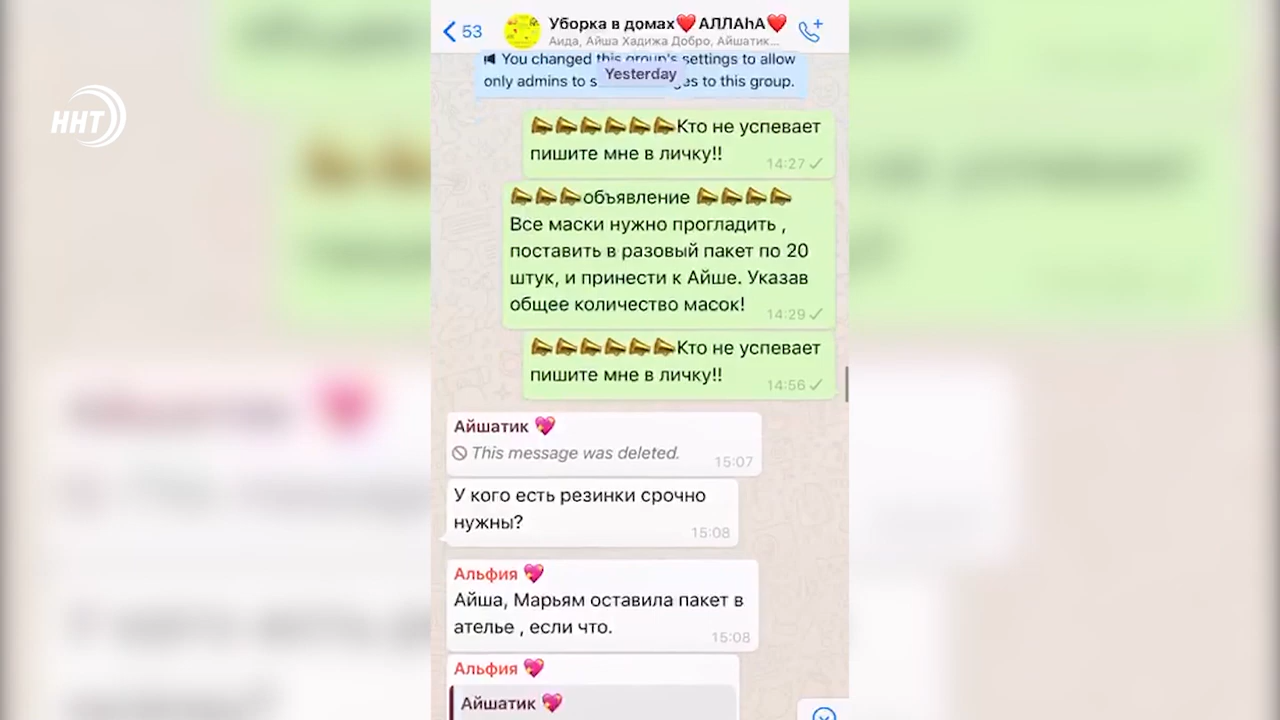 ННТ
53
Уборка в домах❤️АЛЛАhА❤️
Аида, Айша Хадижа Добро, Айшатик...
You changed this group's settings to allow
only admins to s ges to this group.
Yesterday
📣📣📣📣📣📣Кто не успевает
пишите мне в личку!!
14:27
📣📣📣объявление 📣📣📣📣
Все маски нужно прогладить ,
поставить в разовый пакет по 20
штук, и принести к Айше. Указав
общее количество масок!
14:29
📣📣📣📣📣📣Кто не успевает
пишите мне в личку!!
14:56
Айшатик 💖
This message was deleted.
15:07
У кого есть резинки срочно
нужны?
15:08
Альфия 💖
Айша, Марьям оставила пакет в
ателье , если что.
15:08
Альфия 💖
Айшатик 💖